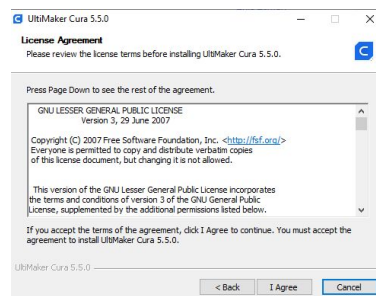 UltiMaker Cura 5.5.0
License Agreement
Please review the license terms before installing UltiMaker Cura 5.5.0.
Press Page Down to see the rest of the agreement.
GNU LESSER GENERAL PUBLIC LICENSE
Version 3, 29 June 2007
Copyright (C) 2007 Free Software Foundation, Inc. <http://fsf.org/>
Everyone is permitted to copy and distribute verbatim copies
of this license document, but changing it is not allowed.
This version of the GNU Lesser General Public License incorporates
the terms and conditions of version 3 of the GNU General Public
License, supplemented by the additional permissions listed below.
If you accept the terms of the agreement, click I Agree to continue. You must accept the
agreement to install UltiMaker Cura 5.5.0.
UltiMaker Cura 5.5.0
< Back I Agree Cancel